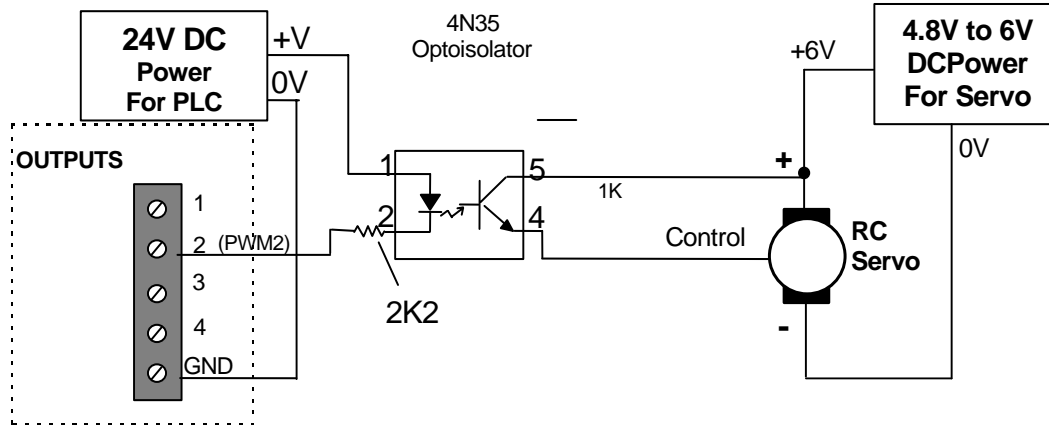 24V DC
Power
For PLC
+V
0V
4N35
Optoisolator
+6V
4.8V to 6V
DCPower
For Servo
0V
OUTPUTS
1
2 (PWM2)
3
4
GND
1
2
5
4
1K
2K2
Control
+
RC
Servo
-